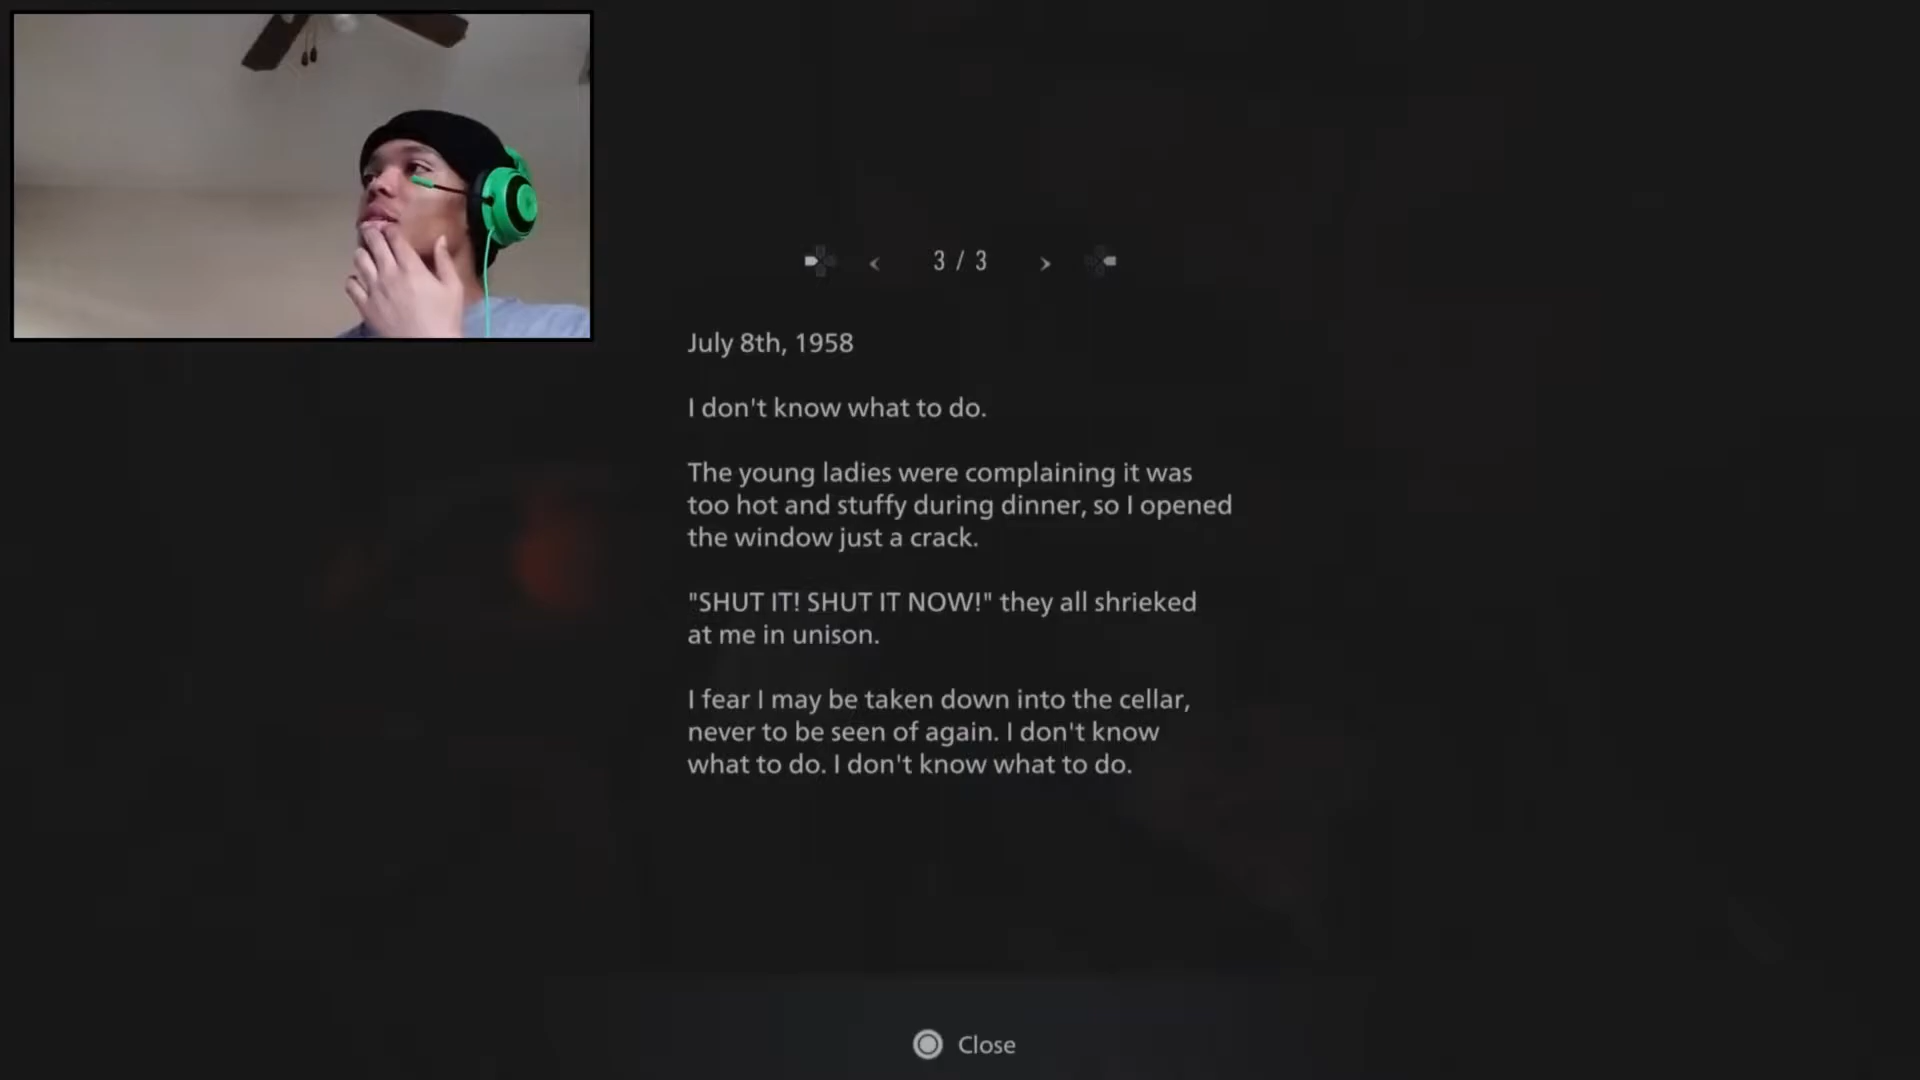 3 / 3
July 8th, 1958
I don't know what to do.
The young ladies were complaining it was
too hot and stuffy during dinner, so I opened
the window just a crack.
"SHUT IT! SHUT IT NOW!" they all shrieked
at me in unison.
I fear I may be taken down into the cellar,
never to be seen of again. I don't know
what to do. I don't know what to do.
Close